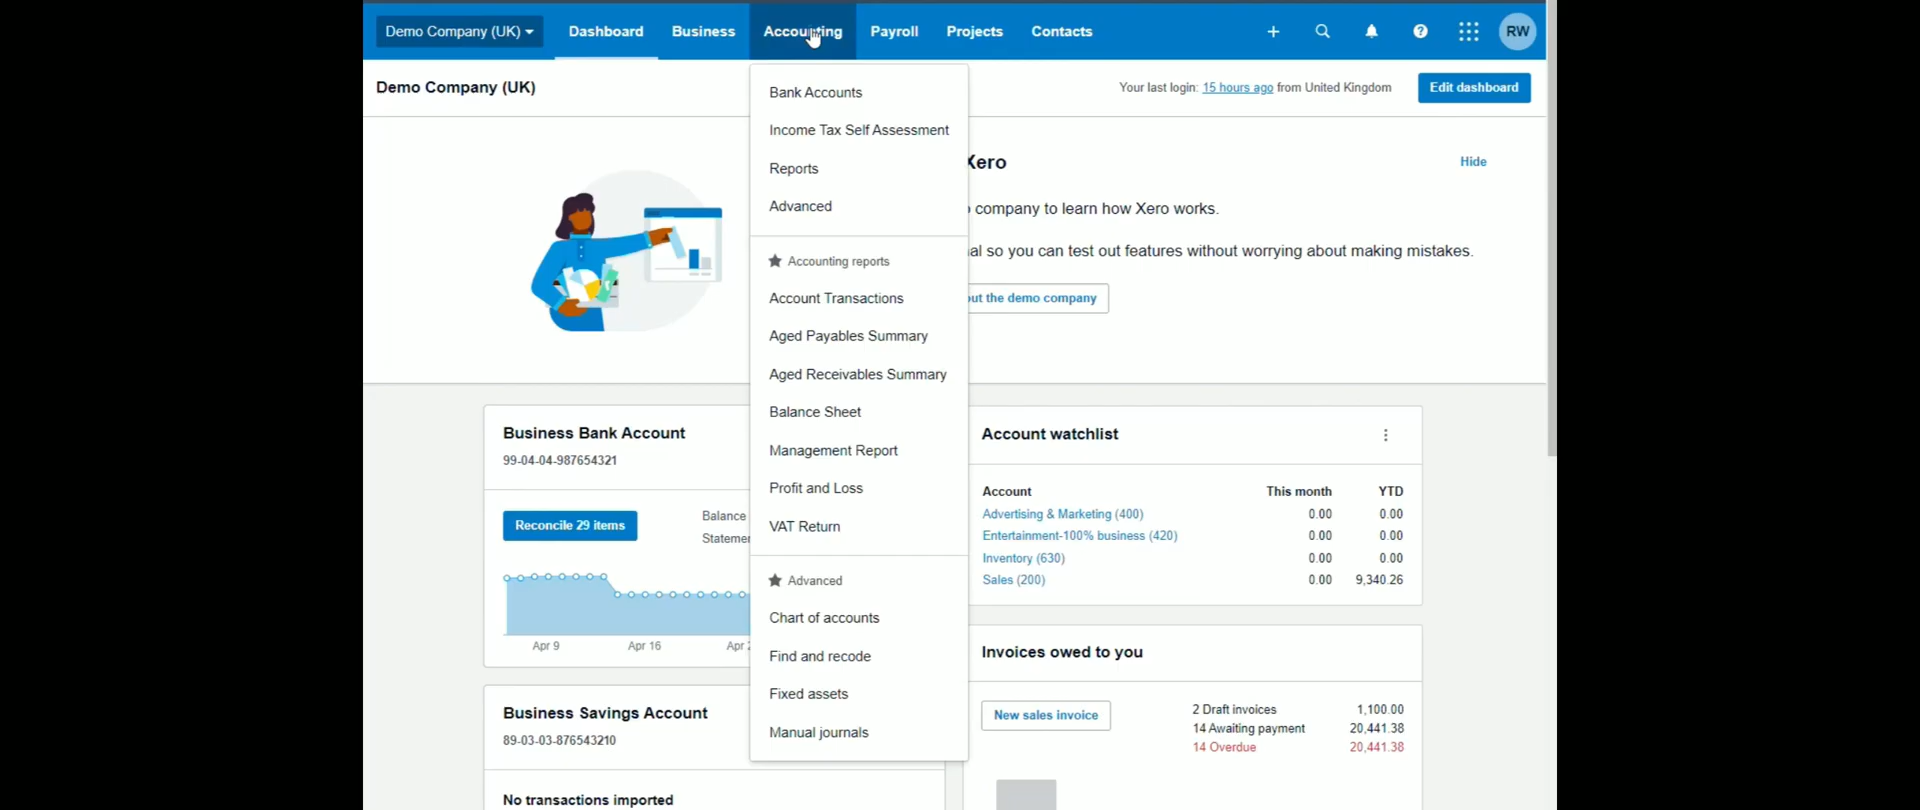 Demo Company (UK)
Dashboard
Business
Accounting
Payroll
Projects
Contacts
RW
Demo Company (UK)
Your last login: 15 hours ago from United Kingdom
Edit dashboard
Bank Accounts
Income Tax Self Assessment
Reports
Advanced
Accounting reports
Account Transactions
Aged Payables Summary
Aged Receivables Summary
Balance Sheet
Management Report
Profit and Loss
VAT Return
Advanced
Chart of accounts
Find and recode
Fixed assets
Manual journals
Xero
Hide
company to learn how Xero works.
so you can test out features without worrying about making mistakes.
the demo company
Business Bank Account
99-04-04-987654321
Reconcile 29 items
Balance
Apr 9
Apr 16
Apr
Business Savings Account
89-03-03-876543210
No transactions imported
Account watchlist
Account This month YTD
Advertising & Marketing (400) 0.00 0.00
Entertainment-100% business (420) 0.00 0.00
Inventory (630) 0.00 0.00
Sales (200) 0.00 9,340.26
Invoices owed to you
New sales invoice
2 Draft invoices 1,100.00
14 Awaiting payment 20,441.38
14 Overdue 20,441.38